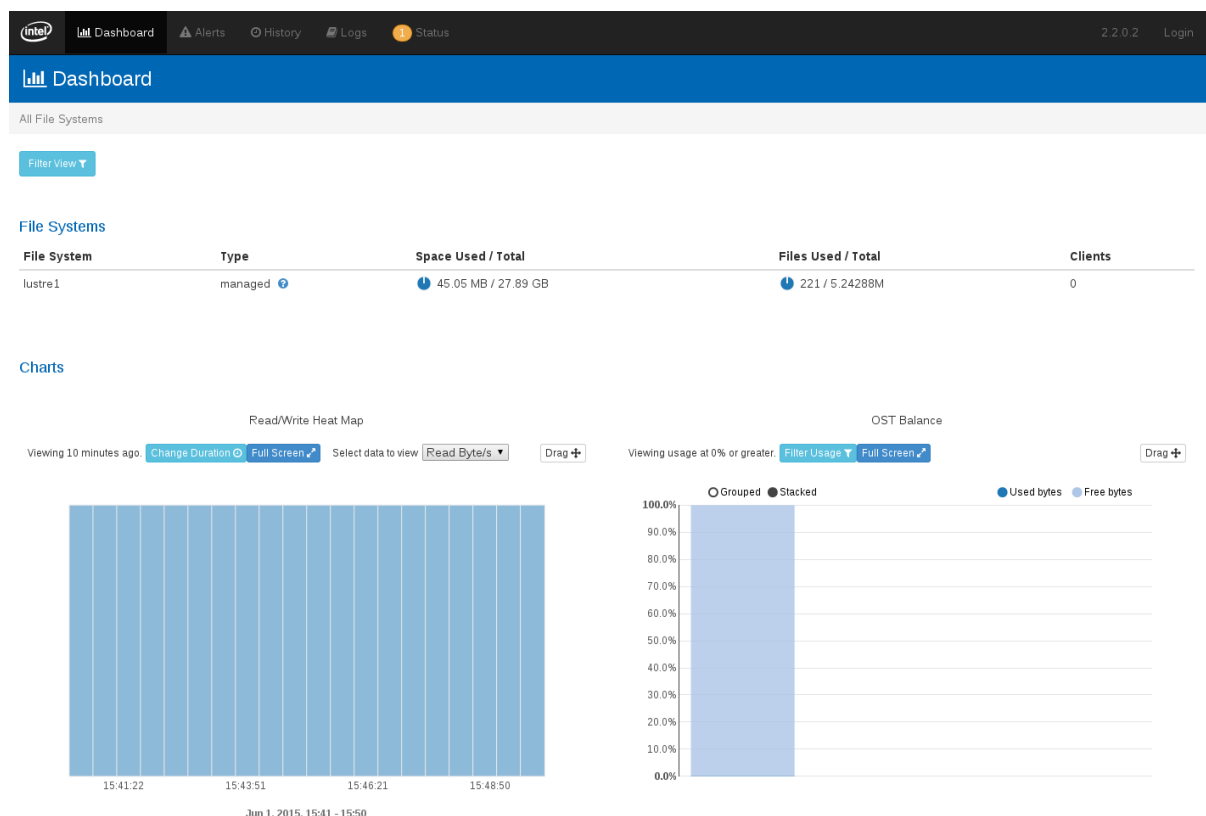 intel Dashboard Alerts History Logs 1 Status 2.2.0.2 Login
Dashboard
All File Systems
Filter View
File Systems
File System Type Space Used / Total Files Used / Total Clients
lustre1 managed ? 45.05 MB / 27.89 GB 221 / 5.24288M 0
Charts
Read/Write Heat Map
Viewing 10 minutes ago. Change Duration Full Screen Select data to view Read Byte/s Drag
15:41:22 15:43:51 15:46:21 15:48:50
Jun 1, 2015, 15:41 - 15:50
OST Balance
Viewing usage at 0% or greater. Filter Usage Full Screen Drag
Grouped Stacked Used bytes Free bytes
100.0%
90.0%
80.0%
70.0%
60.0%
50.0%
40.0%
30.0%
20.0%
10.0%
0.0%